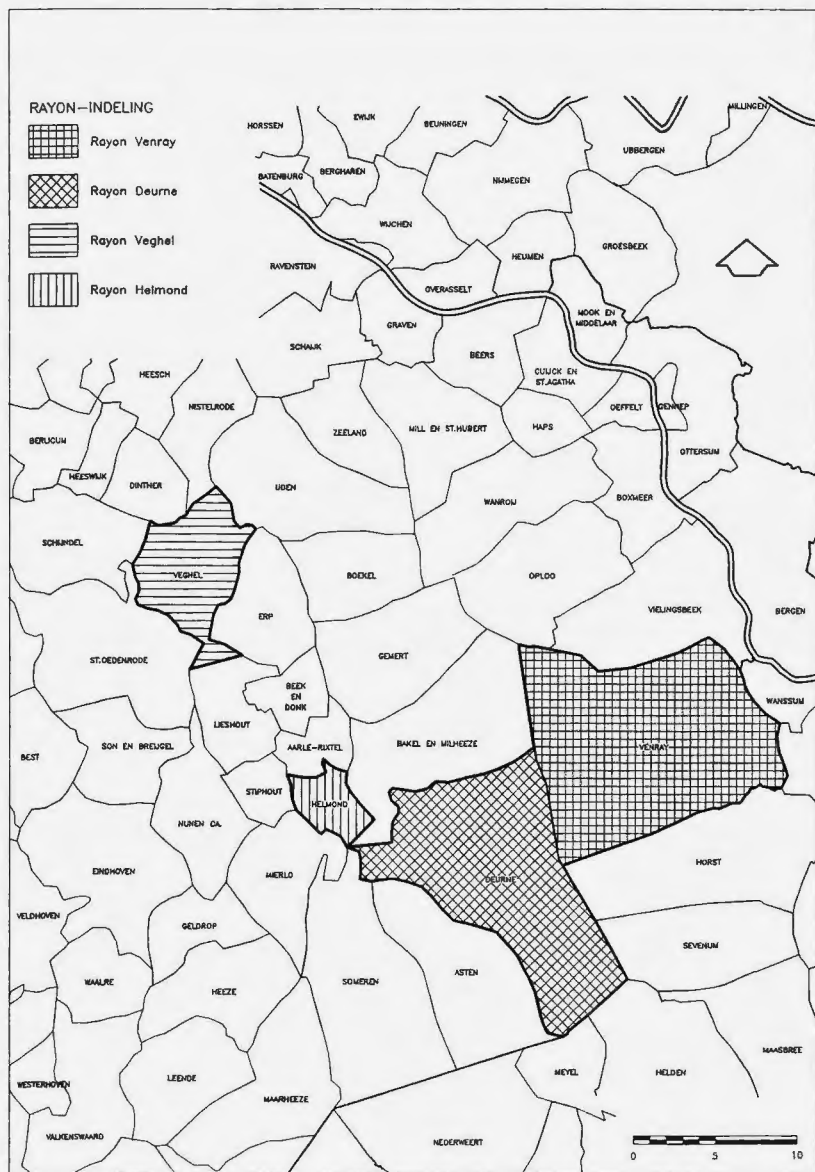 RAYON-INDELING
Rayon Venray
Rayon Deurne
Rayon Veghel
Rayon Helmond
MILLINGEN
EWIJK
BEUNINGEN
HORSSEN
UBBERGEN
BERGHAREN
BATENBURG
NIJMEGEN
WIJCHEN
GROESBEEK
HEUMEN
RAVENSTEIN
OVERASSELT
MOOK EN
MIDDELAAR
GRAVEN
SCHAIJK
BEERS
CUIJCK EN
ST.AGATHA
HEESCH
NISTELRODE
OEFFELT
GENNEP
ZEELAND
MILL EN ST.HUBERT
HAPS
BERLICUM
OTTERSUM
HEESWIJK
DINTHER
UDEN
WANROIJ
BOXMEER
SCHIJNDEL
VEGHEL
BOEKEL
OPLOO
ERP
VIELINGSBEEK
BERGEN
GEMERT
ST.OEDENRODE
BEEK
EN
DONK
WANSSUM
LIESHOUT
SON EN BREUGEL
AARLE-RIXTEL
BAKEL EN MILHEEZE
VENRAY
BEST
STIPHOUT
HELMOND
NUNEN CA.
EINDHOVEN
MIERLO
DEURNE
HORST
VELDHOVEN
GELDROP
SEVENUM
WAALRE
HEEZE
SOMEREN
ASTEN
MAASBREE
WESTERHOVEN
LEENDE
MEYEL
HELDEN
MAARHEEZE
VALKENSWAARD
NEDERWEERT
0 5 10